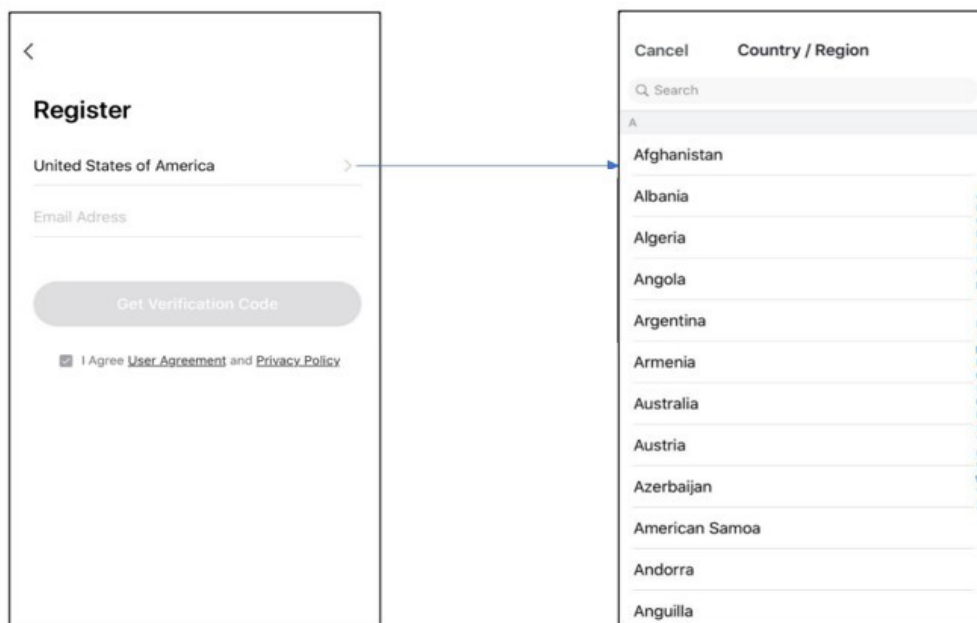 Register
United States of America
Email Adress
Get Verification Code
I Agree User Agreement and Privacy Policy
Cancel Country / Region
Search
A
Afghanistan
Albania
Algeria
Angola
Argentina
Armenia
Australia
Austria
Azerbaijan
American Samoa
Andorra
Anguilla